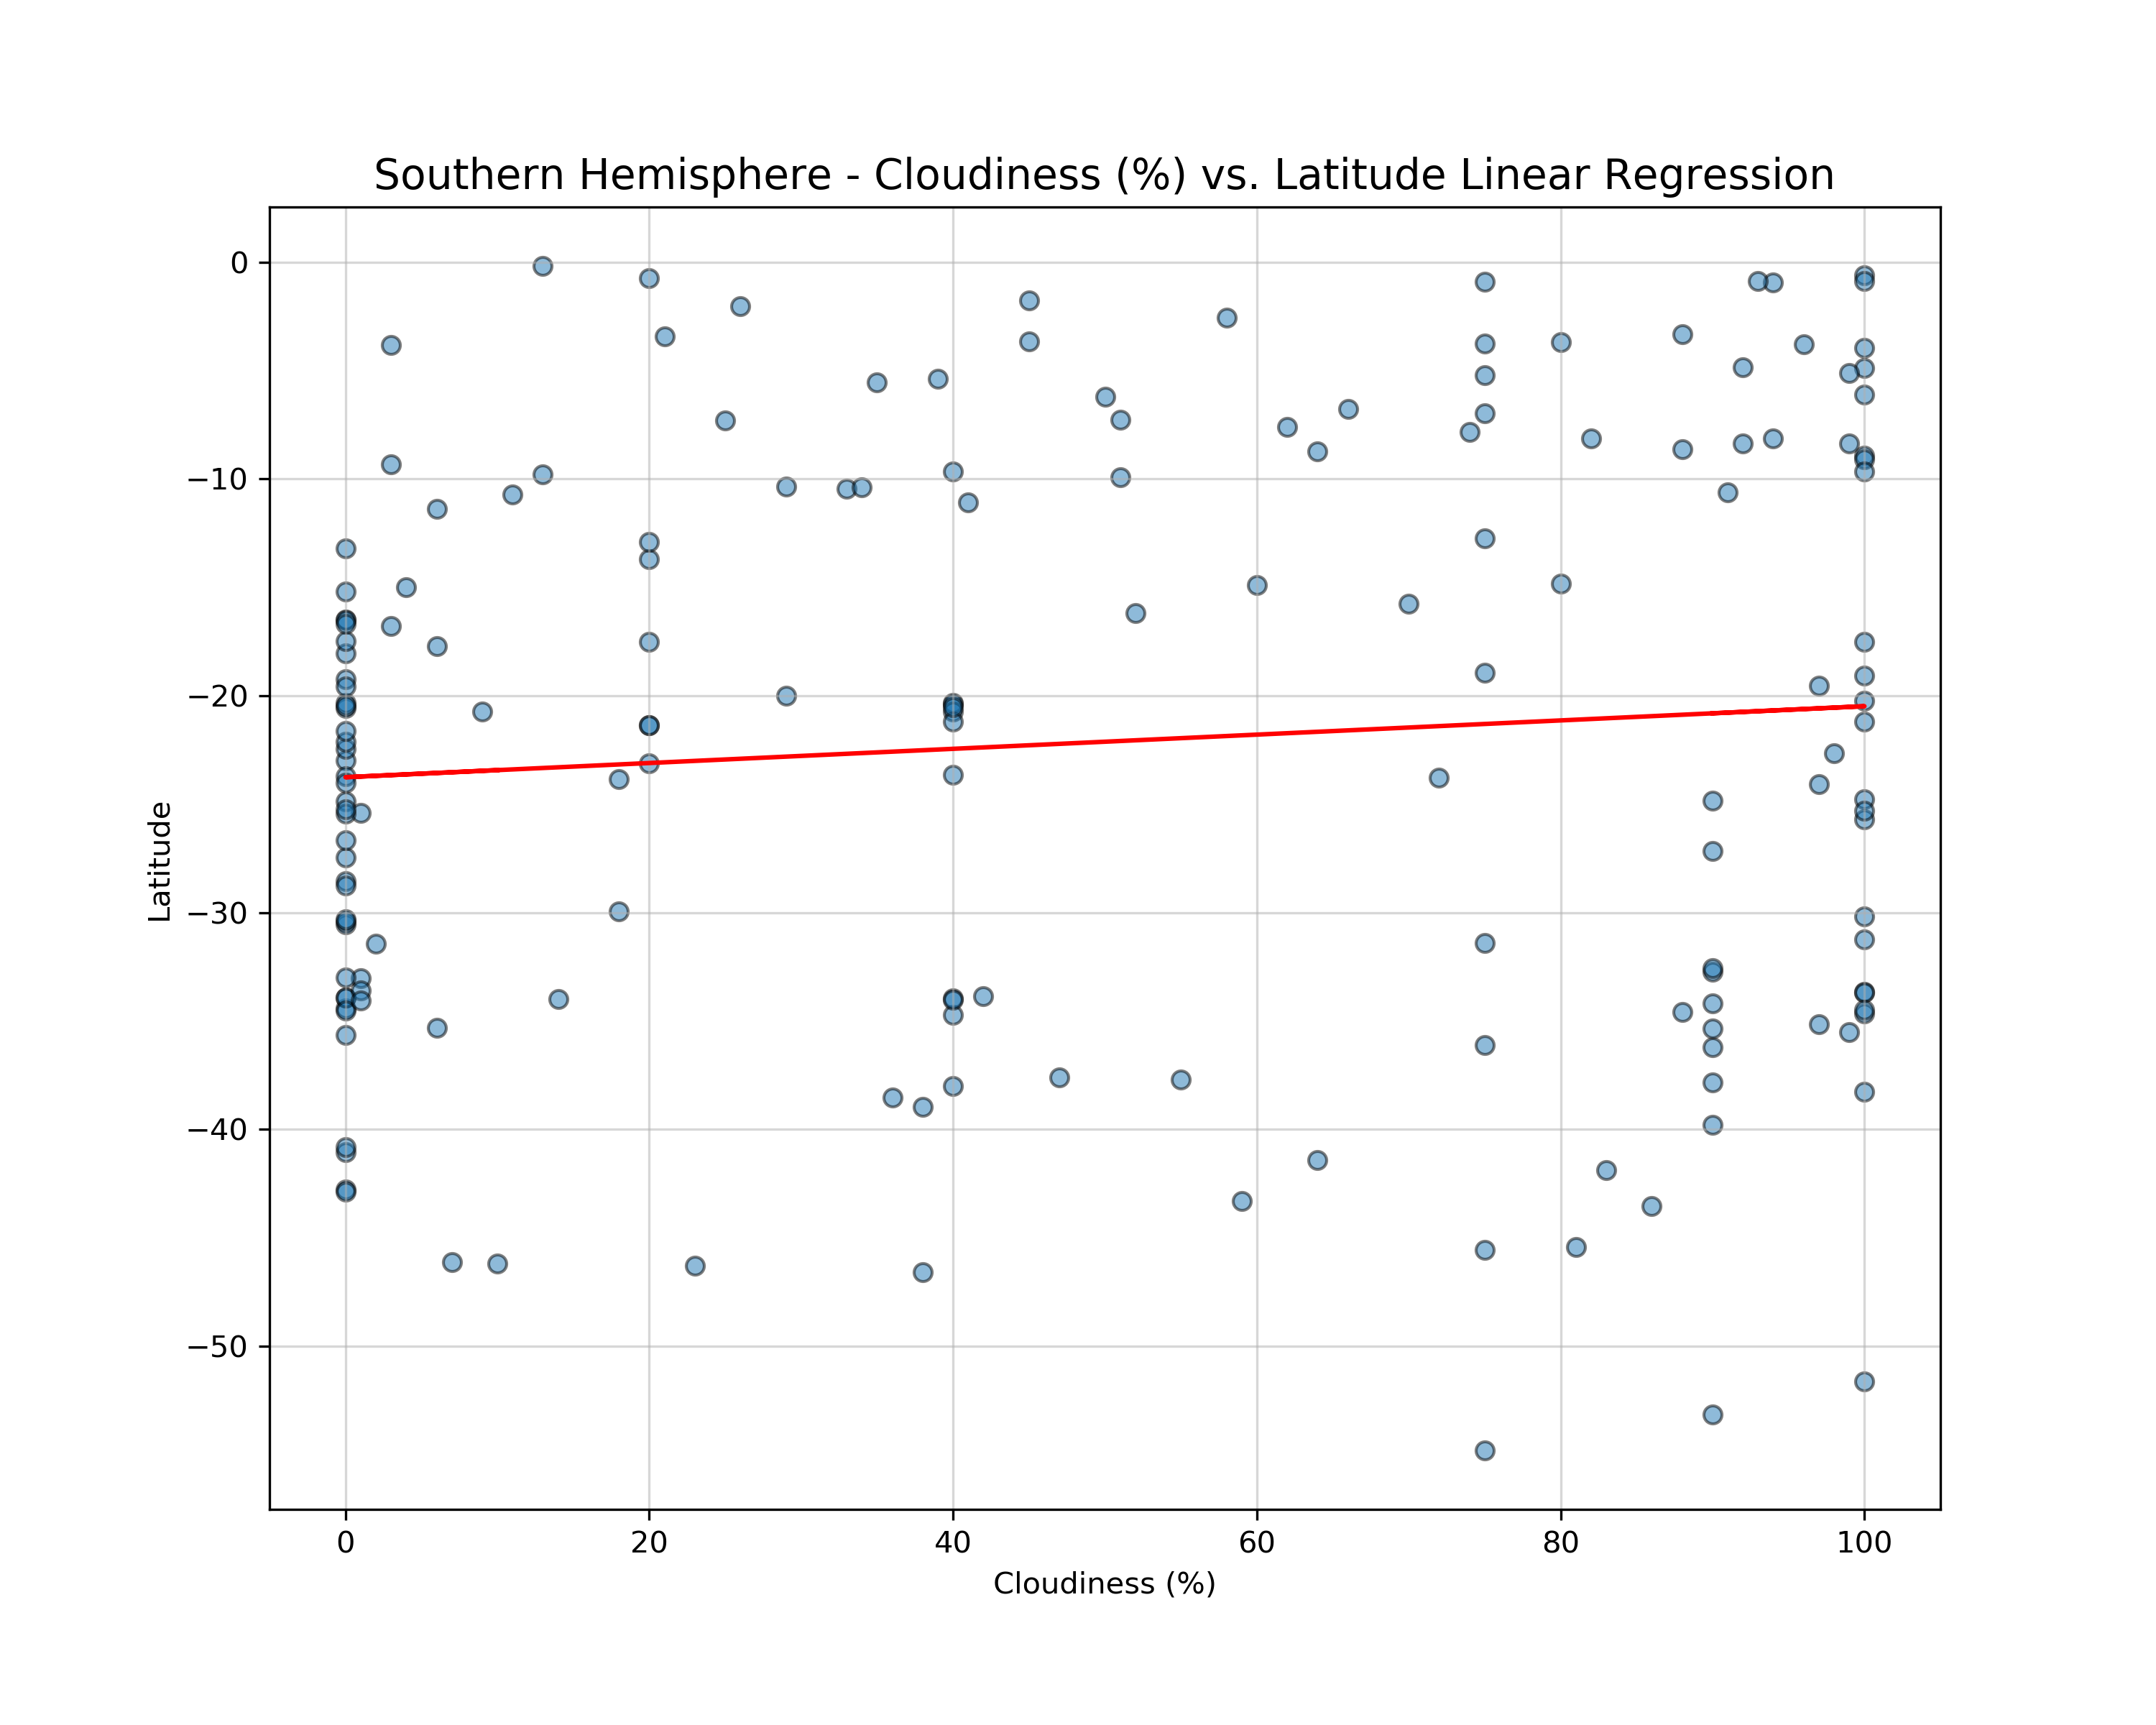 Southern Hemisphere - Cloudiness (%) vs. Latitude Linear Regression
0
−10
−20
−30
−40
−50
Latitude
0 20 40 60 80 100
Cloudiness (%)